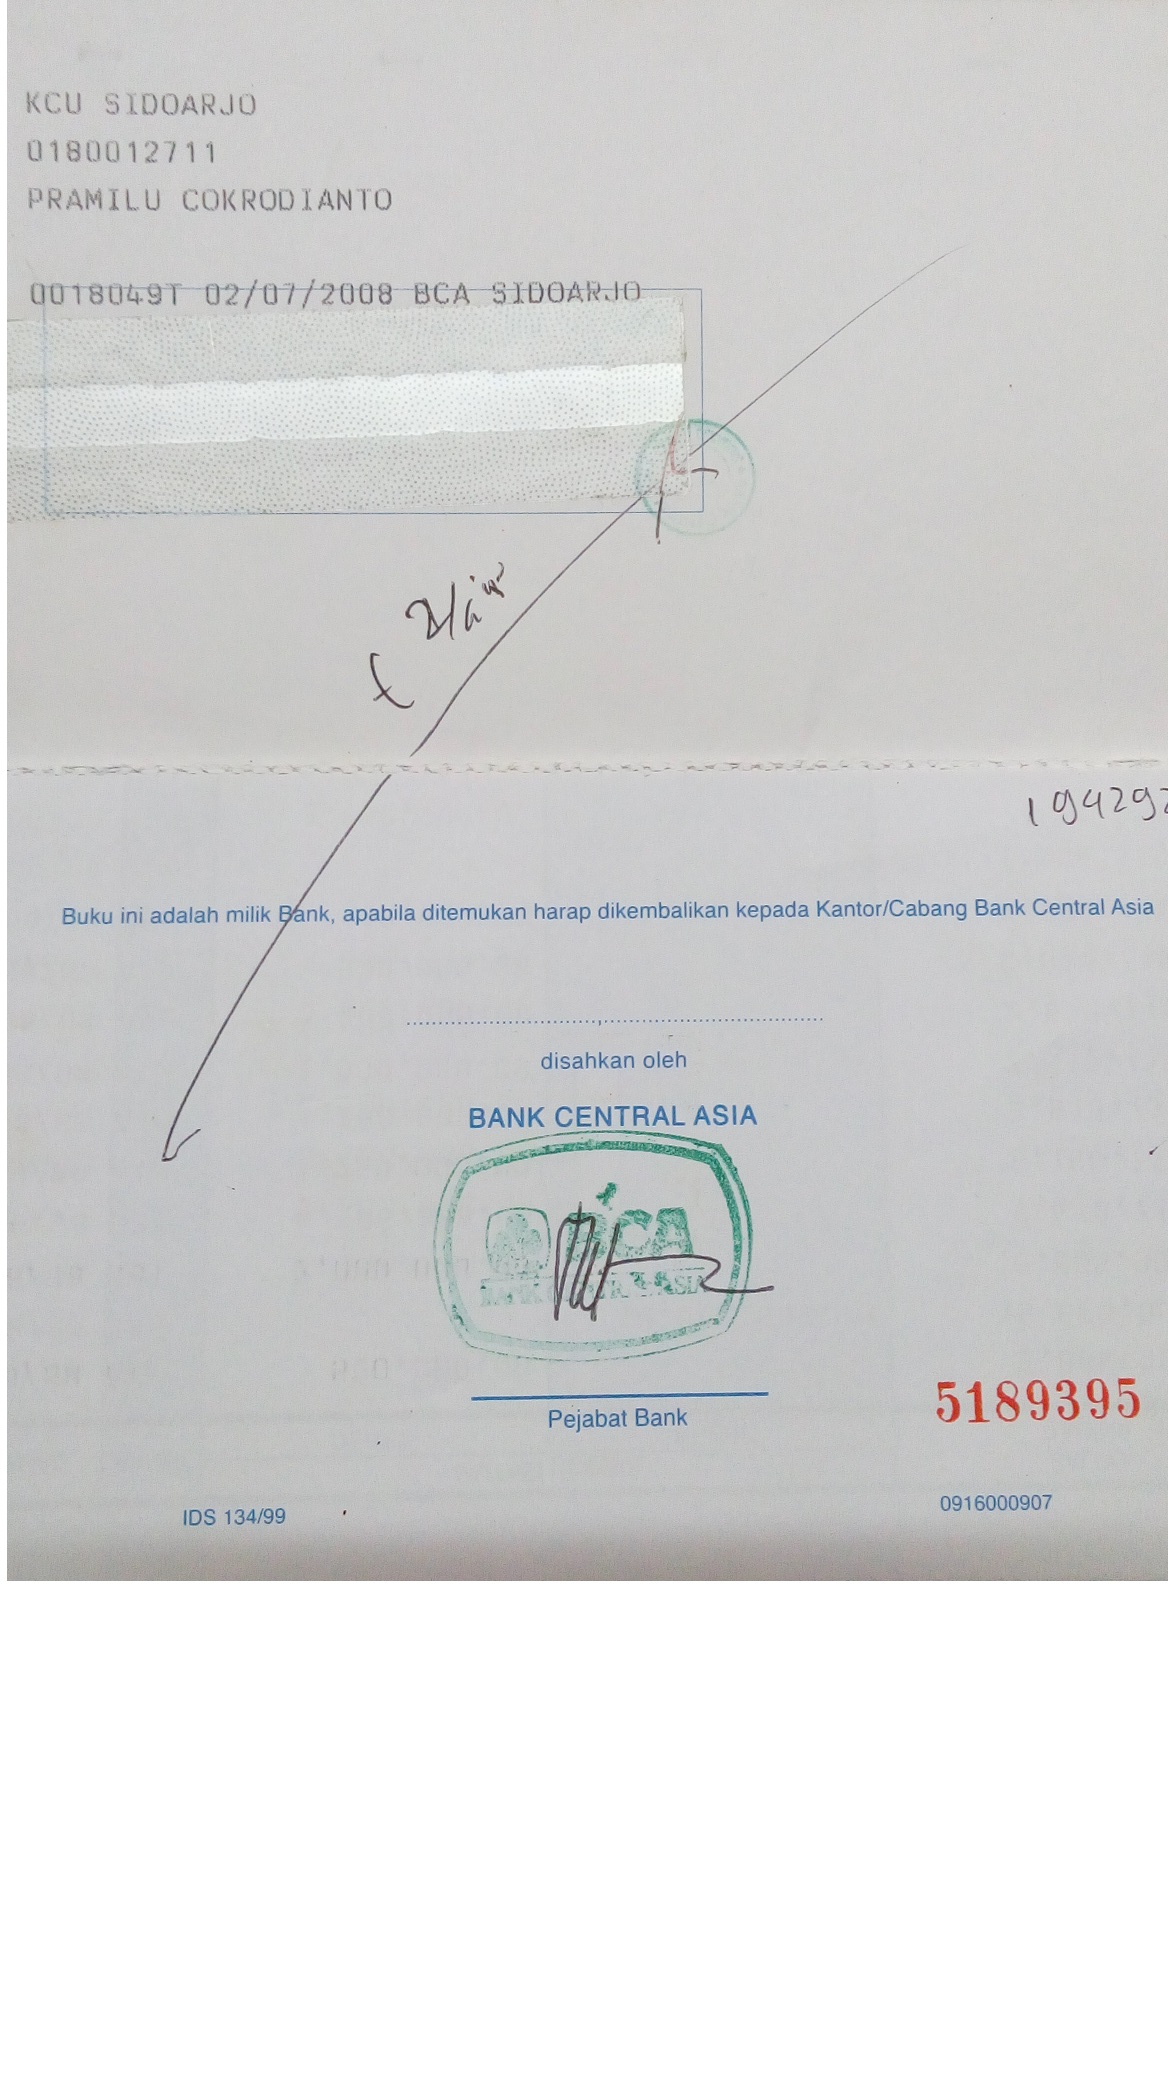 KCU SIDOARJO
0180012711
PRAMILU COKRODIANTO
0018049T 02/07/2008 BCA SIDOARJO
194292
Buku ini adalah milik Bank, apabila ditemukan harap dikembalikan kepada Kantor/Cabang Bank Central Asia
disahkan oleh
BANK CENTRAL ASIA
BCA
Pejabat Bank
5189395
IDS 134/99
0916000907